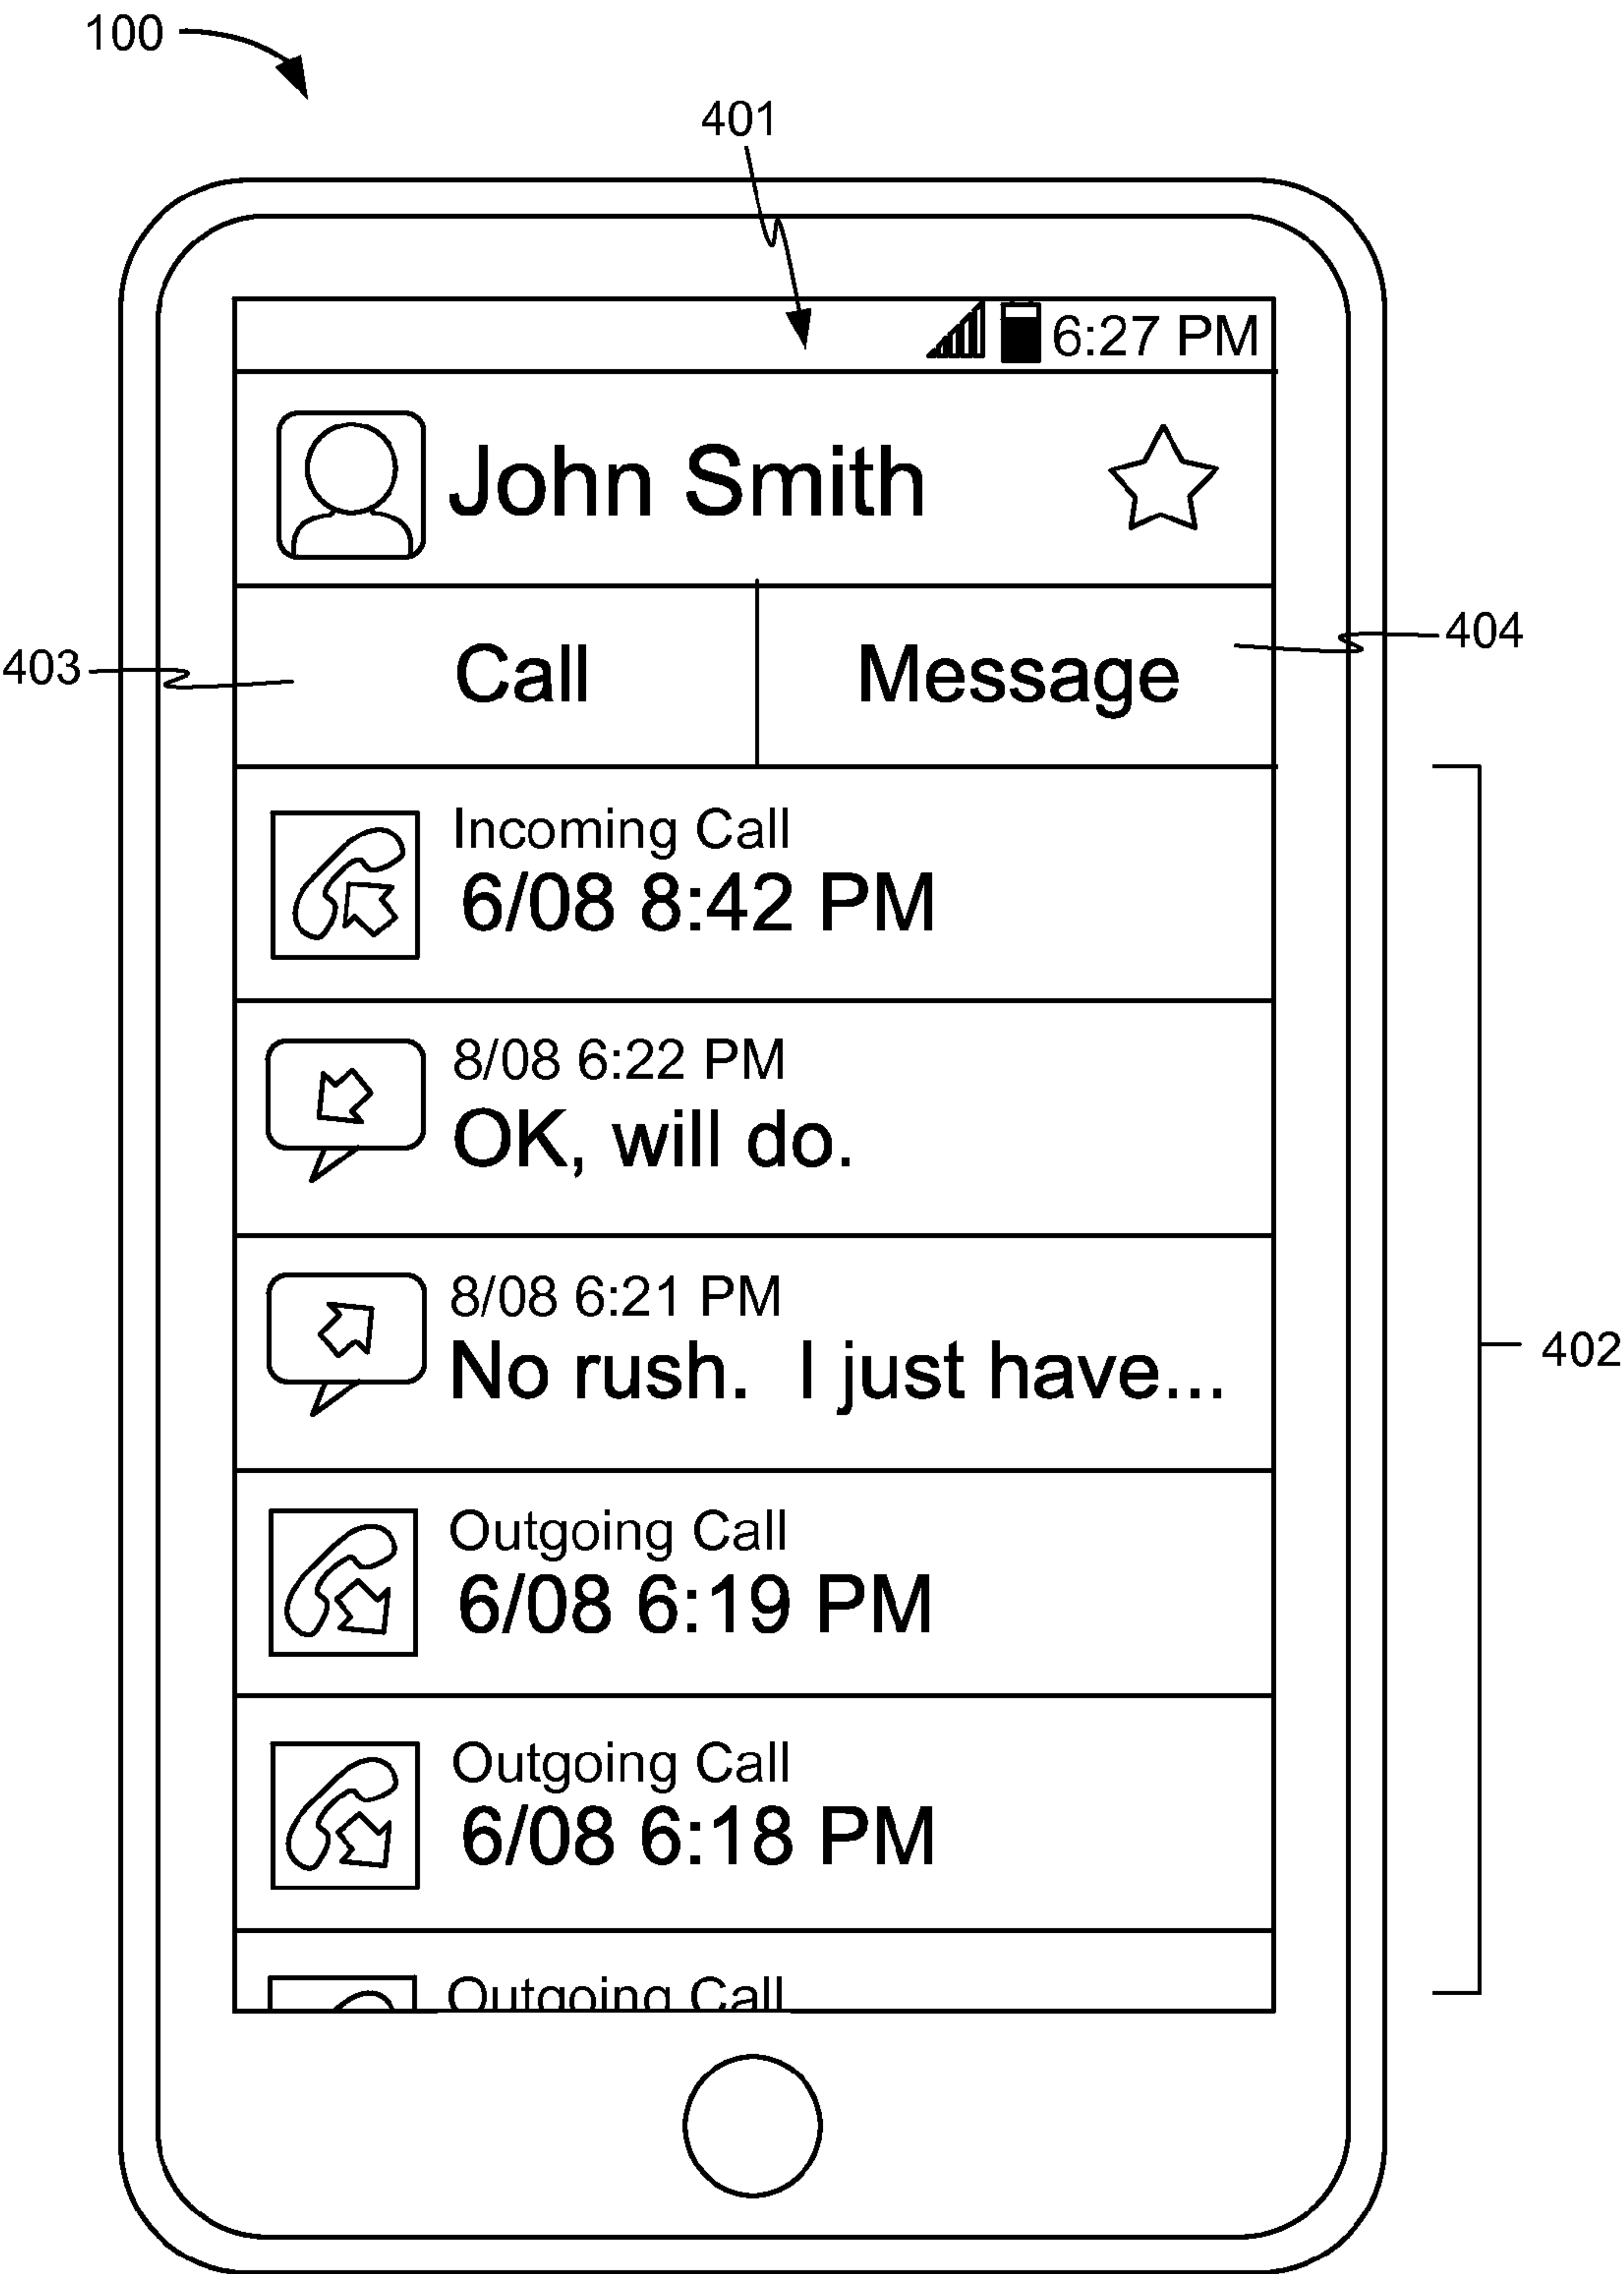 100
401
6:27 PM
John Smith
403
Call
Message
404
Incoming Call
6/08 8:42 PM
8/08 6:22 PM
OK, will do.
8/08 6:21 PM
No rush.  I just have...
402
Outgoing Call
6/08 6:19 PM
Outgoing Call
6/08 6:18 PM
Outgoing Call